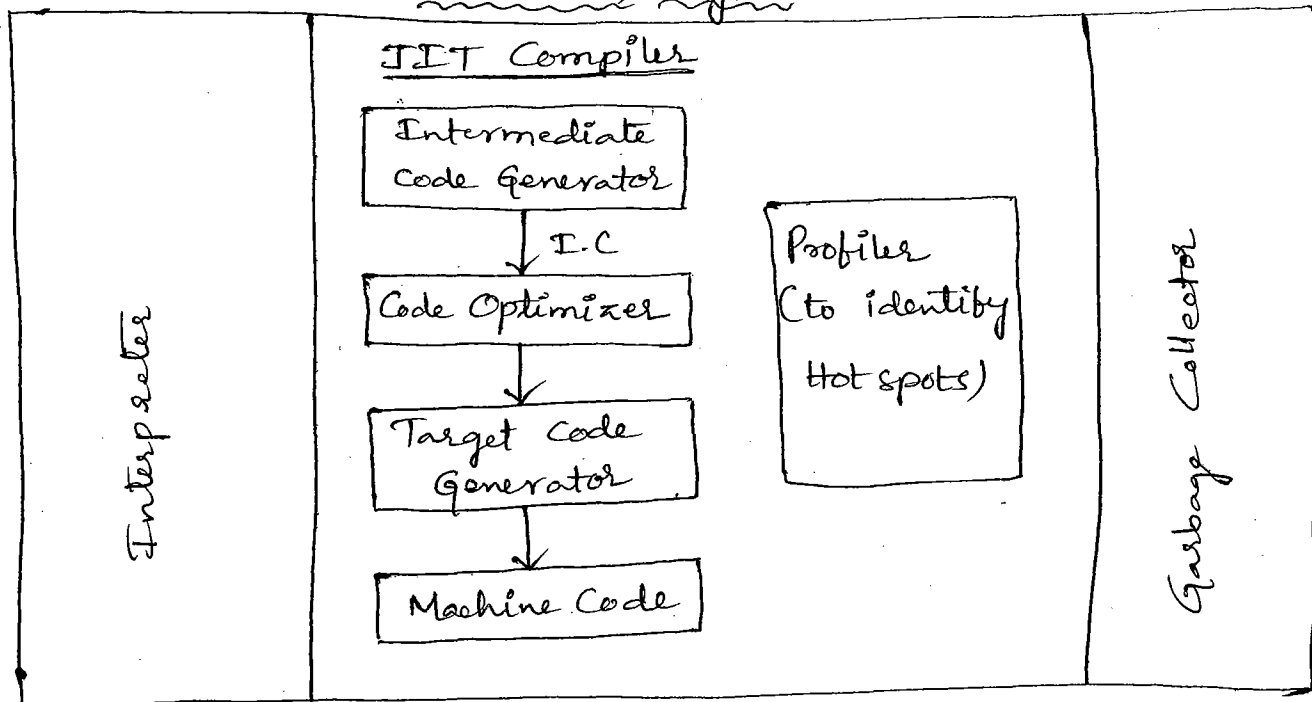 Interpreter
JIT Compiler
Intermediate
Code Generator
I.C
Code Optimizer
Target Code
Generator
Machine Code
Profiler
(to identify
Hot spots)
Garbage Collector